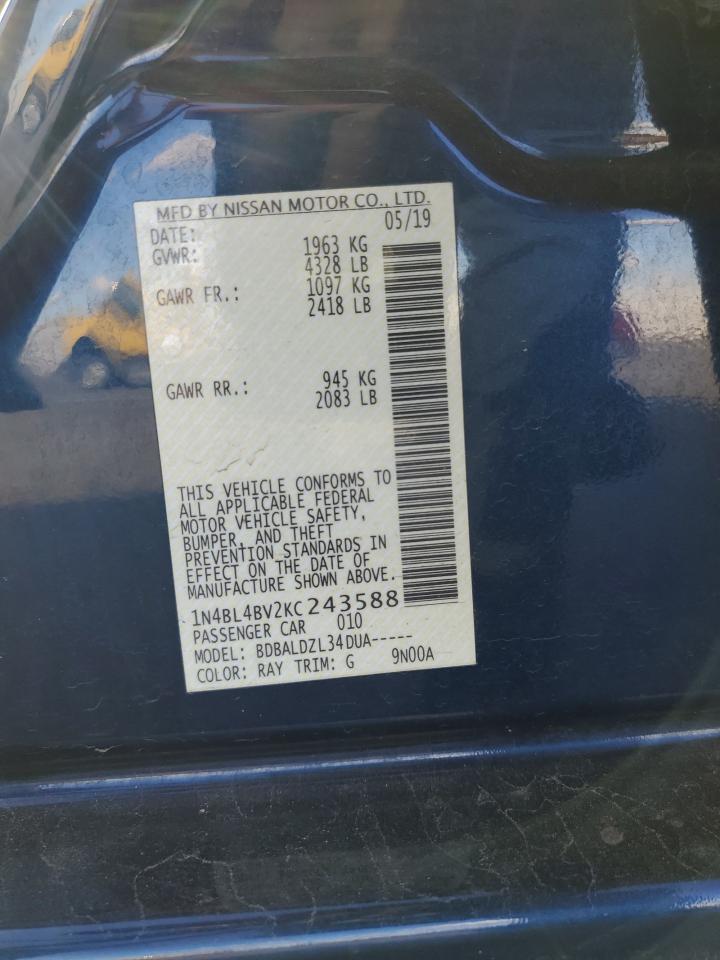 MFD BY NISSAN MOTOR CO., LTD.
DATE: 05/19
GVWR: 1963 KG
4328 LB
GAWR FR.: 1097 KG
2418 LB
GAWR RR.: 945 KG
2083 LB
THIS VEHICLE CONFORMS TO
ALL APPLICABLE FEDERAL
MOTOR VEHICLE SAFETY,
BUMPER, AND THEFT
PREVENTION STANDARDS IN
EFFECT ON THE DATE OF
MANUFACTURE SHOWN ABOVE.
1N4BL4BV2KC243588
PASSENGER CAR 010
MODEL: BDBALDZL34DUA-----
COLOR: RAY TRIM: G 9N00A